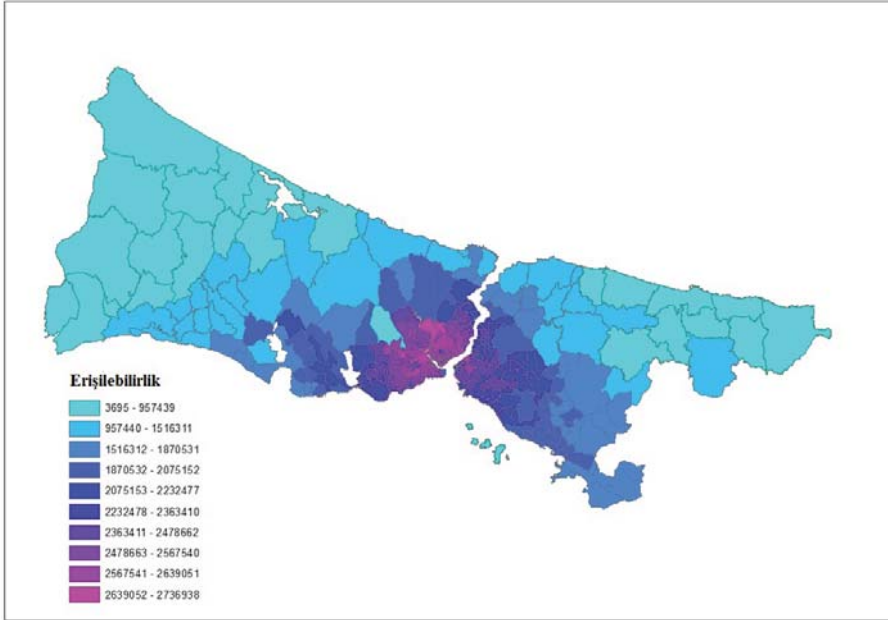 Erişilebilirlik
3695 - 957439
957440 - 1516311
1516312 - 1870531
1870532 - 2075152
2075153 - 2232477
2232478 - 2363410
2363411 - 2478662
2478663 - 2567540
2567541 - 2639051
2639052 - 2736938